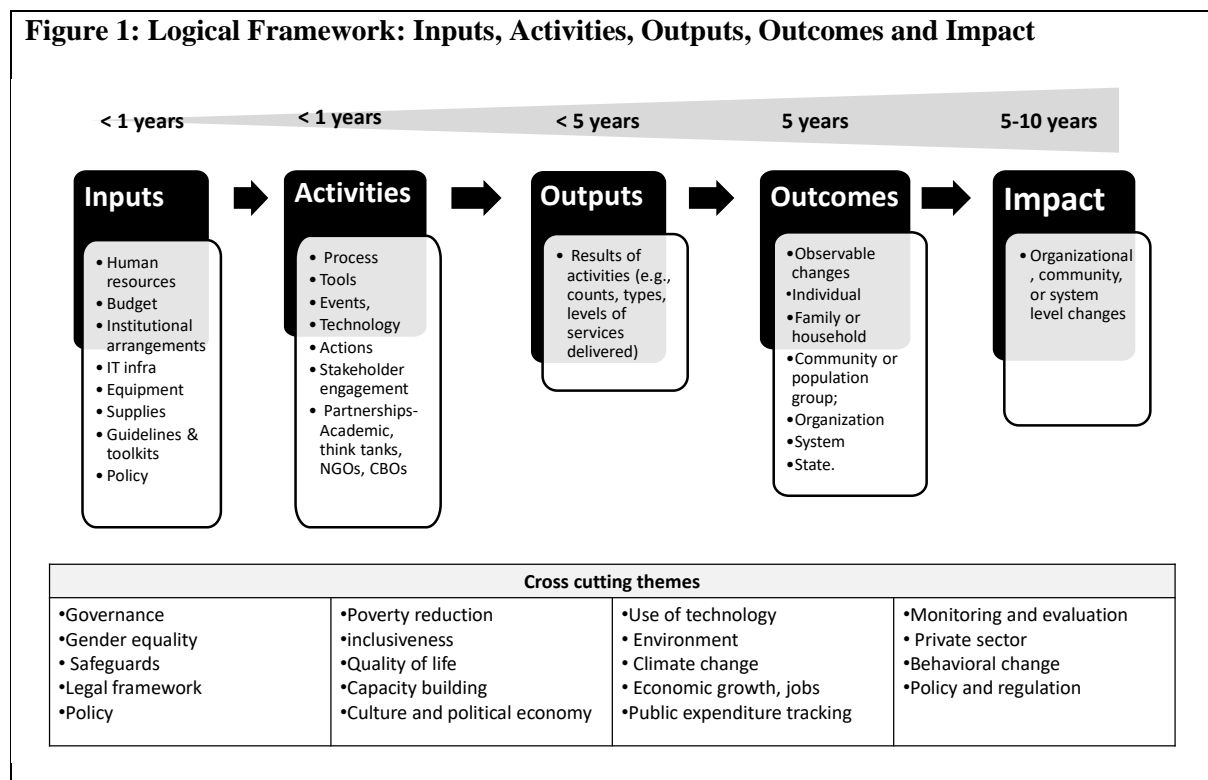 Figure 1: Logical Framework: Inputs, Activities, Outputs, Outcomes and Impact
< 1 years
< 1 years
< 5 years
5 years
5-10 years
Inputs
• Human
resources
• Budget
• Institutional
arrangements
• IT infra
• Equipment
• Supplies
• Guidelines &
toolkits
• Policy
Activities
• Process
• Tools
• Events,
• Technology
• Actions
• Stakeholder
engagement
• Partnerships-
Academic,
think tanks,
NGOs, CBOs
Outputs
• Results of
activities (e.g.,
counts, types,
levels of
services
delivered)
Outcomes
•Observable
changes
•Individual
•Family or
household
•Community or
population
group;
•Organization
•System
•State.
Impact
• Organizational
, community,
or system
level changes
Cross cutting themes
•Governance
•Gender equality
• Safeguards
•Legal framework
•Policy
•Poverty reduction
•inclusiveness
•Quality of life
•Capacity building
•Culture and political economy
•Use of technology
• Environment
• Climate change
• Economic growth, jobs
•Public expenditure tracking
•Monitoring and evaluation
• Private sector
•Behavioral change
•Policy and regulation